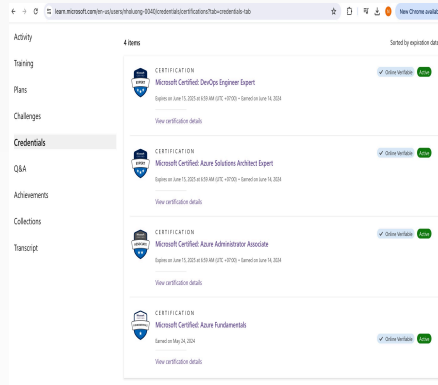 learn.microsoft.com/en-us/users/nholuong-0040/credentials/certifications?tab=credentials-tab
New Chrome availab
Activity
Training
Plans
Challenges
Credentials
Q&A
Achievements
Collections
Transcript
4 items
Sorted by expiration date
CERTIFICATION
Microsoft Certified: DevOps Engineer Expert
Expires on June 15, 2025 at 6:59 AM (UTC +07:00) • Earned on June 14, 2024
View certification details
Online Verifiable
Active
CERTIFICATION
Microsoft Certified: Azure Solutions Architect Expert
Expires on June 15, 2025 at 6:59 AM (UTC +07:00) • Earned on June 14, 2024
View certification details
Online Verifiable
Active
CERTIFICATION
Microsoft Certified: Azure Administrator Associate
Expires on June 15, 2025 at 6:59 AM (UTC +07:00) • Earned on June 14, 2024
View certification details
Online Verifiable
Active
CERTIFICATION
Microsoft Certified: Azure Fundamentals
Earned on May 24, 2024
View certification details
Online Verifiable
Active